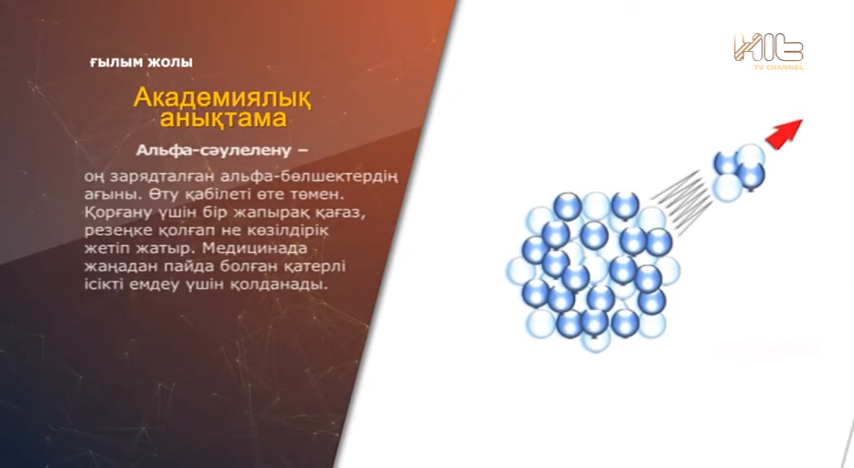 ҒЫЛЫМ ЖОЛЫ
Академиялық
анықтама
Альфа-сәулелену –
оң зарядталған альфа-бөлшектердің
ағыны. Өту қабілеті өте төмен.
Қорғану үшін бір жапырақ қағаз,
резеңке қолғап не көзілдірік
жетіп жатыр. Медицинада
жаңадан пайда болған қатерлі
ісікті емдеу үшін қолданады.
Hit
TV CHANNEL